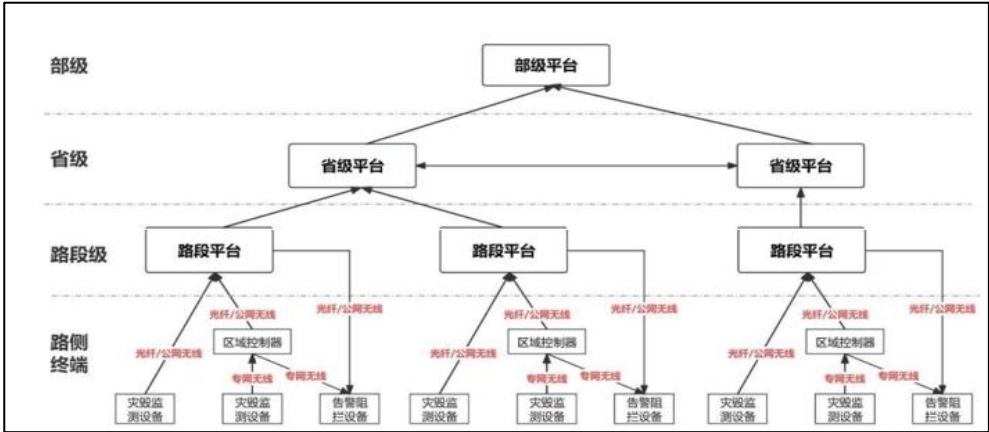 部级
部级平台
省级
省级平台
省级平台
路段级
路段平台
路段平台
路段平台
路侧
终端
光纤/公网无线
光纤/公网无线
光纤/公网无线
区域控制器
专网无线
专网无线
灾毁监
测设备
灾毁监
测设备
告警阻
拦设备
光纤/公网无线
光纤/公网无线
光纤/公网无线
区域控制器
专网无线
专网无线
灾毁监
测设备
灾毁监
测设备
告警阻
拦设备
光纤/公网无线
光纤/公网无线
光纤/公网无线
区域控制器
专网无线
专网无线
灾毁监
测设备
灾毁监
测设备
告警阻
拦设备